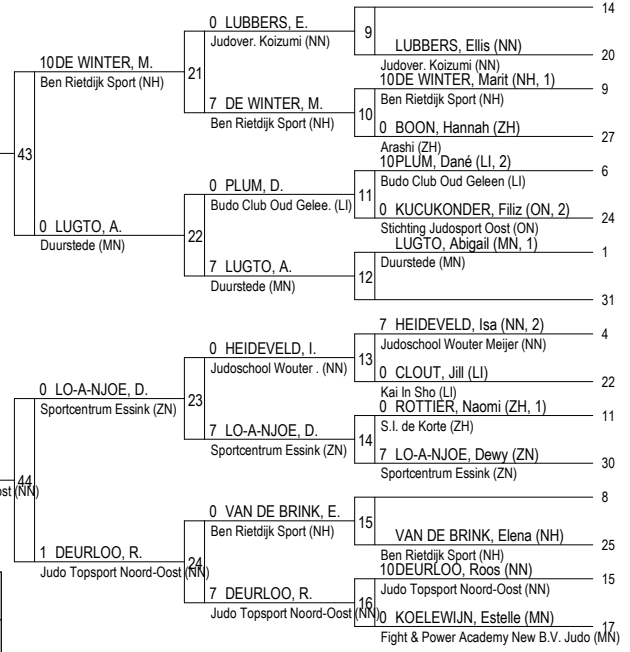 14
0 LUBBERS, E.
Judover. Koizumi (NN)
9
LUBBERS, Ellis (NN)
20
Judover. Koizumi (NN)
10DE WINTER, M.
Ben Rietdijk Sport (NH)
21
10DE WINTER, Marit (NH, 1)
9
Ben Rietdijk Sport (NH)
7 DE WINTER, M.
Ben Rietdijk Sport (NH)
10
0 BOON, Hannah (ZH)
27
Arashi (ZH)
43
10PLUM, Dané (LI, 2)
6
Budo Club Oud Geleen (LI)
0 PLUM, D.
Budo Club Oud Gelee. (LI)
11
0 KUCUKONDER, Filiz (ON, 2)
24
Stichting Judosport Oost (ON)
0 LUGTO, A.
Duurstede (MN)
22
LUGTO, Abigail (MN, 1)
1
Duurstede (MN)
7 LUGTO, A.
Duurstede (MN)
12
31
7 HEIDEVELD, Isa (NN, 2)
4
Judoschool Wouter Meijer (NN)
0 HEIDEVELD, I.
Judoschool Wouter . (NN)
13
0 CLOUT, Jill (LI)
22
Kai In Sho (LI)
0 LO-A-NJOE, D.
Sportcentrum Essink (ZN)
23
0 ROTTIER, Naomi (ZH, 1)
11
S.I. de Korte (ZH)
7 LO-A-NJOE, D.
Sportcentrum Essink (ZN)
14
7 LO-A-NJOE, Dewy (ZN)
30
Sportcentrum Essink (ZN)
44
ost (NN)
8
0 VAN DE BRINK, E.
Ben Rietdijk Sport (NH)
15
VAN DE BRINK, Elena (NH)
25
Ben Rietdijk Sport (NH)
1 DEURLOO, R.
Judo Topsport Noord-Oost (NN)
24
10DEURLOO, Roos (NN)
15
Judo Topsport Noord-Oost (NN)
7 DEURLOO, R.
Judo Topsport Noord-Oost (NN)
16
0 KOELEWIJN, Estelle (MN)
17
Fight & Power Academy New B.V. Judo (MN)